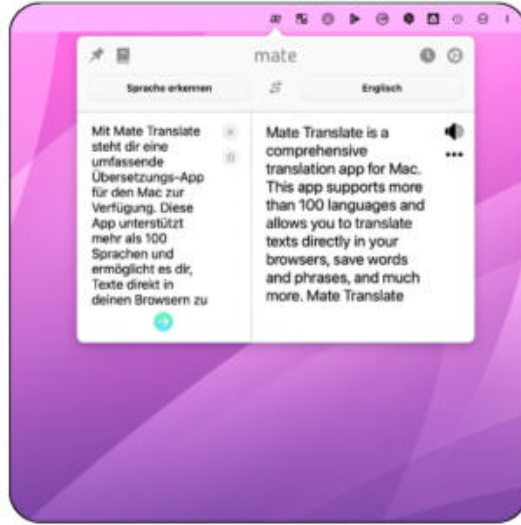 mate
Sprache erkennen
Englisch
Mit Mate Translate
steht dir eine
umfassende
Übersetzungs-App
für den Mac zur
Verfügung. Diese
App unterstützt
mehr als 100
Sprachen und
ermöglicht es dir,
Texte direkt in
deinen Browsern zu
Mate Translate is a
comprehensive
translation app for Mac.
This app supports more
than 100 languages and
allows you to translate
texts directly in your
browsers, save words
and phrases, and much
more. Mate Translate